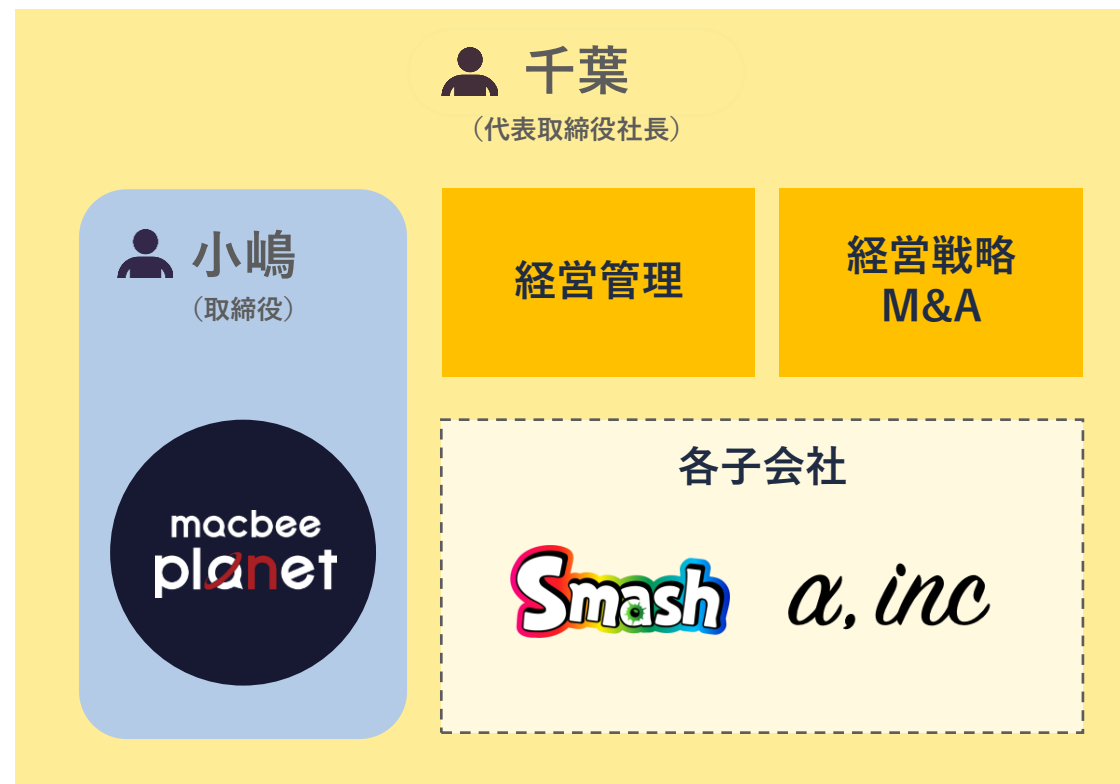 千葉
（代表取締役社長）
小嶋
（取締役）
経営管理
経営戦略
M&A
各子会社
macbee
planet
Smash
α, inc